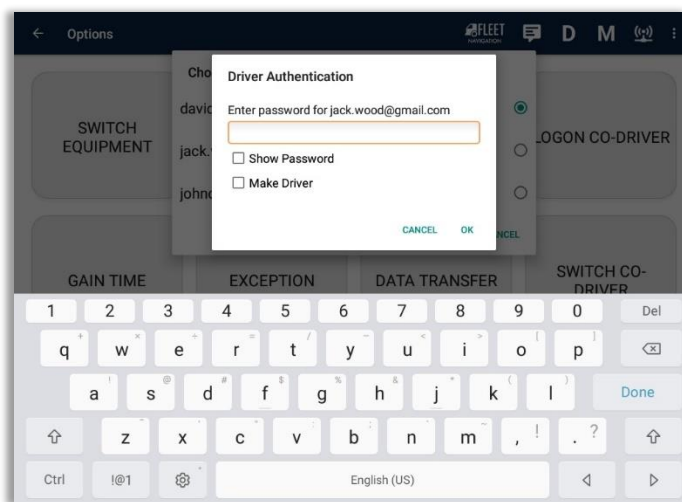 ← Options FLEET D M
NAVIGATION
Cho
Driver Authentication
david
Enter password for jack.wood@gmail.com
SWITCH
EQUIPMENT
LOGON CO-DRIVER
jack.
Show Password
Make Driver
johnd
CANCEL OK
NCEL
GAIN TIME EXCEPTION DATA TRANSFER SWITCH CO-
DRIVER
1 2 3 4 5 6 7 8 9 0 Del
q w e r t y u i o p
a s d f g h j k l Done
z x c v b n m , ! . ?
Ctrl !@1 English (US)